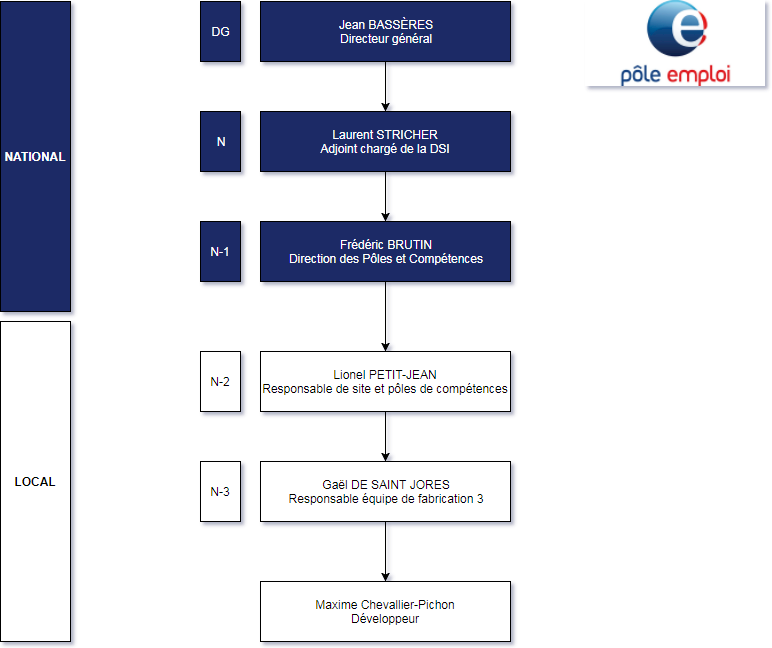 DG
Jean BASSÈRES
Directeur général
pôle emploi
NATIONAL
N
Laurent STRICHER
Adjoint chargé de la DSI
N-1
Frédéric BRUTIN
Direction des Pôles et Compétences
LOCAL
N-2
Lionel PETIT-JEAN
Responsable de site et pôles de compétences
N-3
Gaël DE SAINT JORES
Responsable équipe de fabrication 3
Maxime Chevallier-Pichon
Développeur